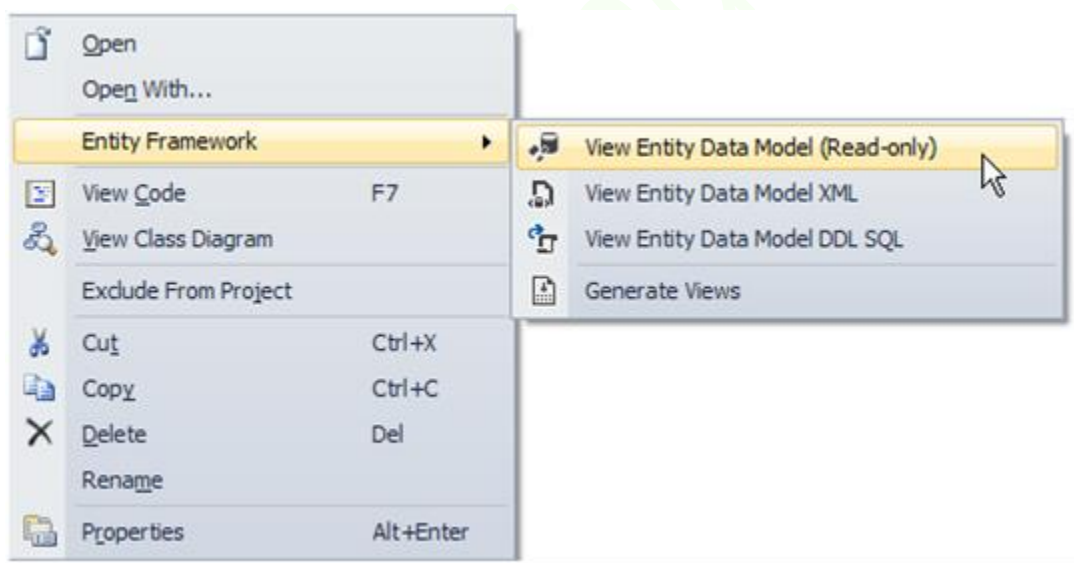 Open
Open With...
Entity Framework
View Code F7
View Class Diagram
Exclude From Project
Cut Ctrl+X
Copy Ctrl+C
Delete Del
Rename
Properties Alt+Enter
View Entity Data Model (Read-only)
View Entity Data Model XML
View Entity Data Model DDL SQL
Generate Views